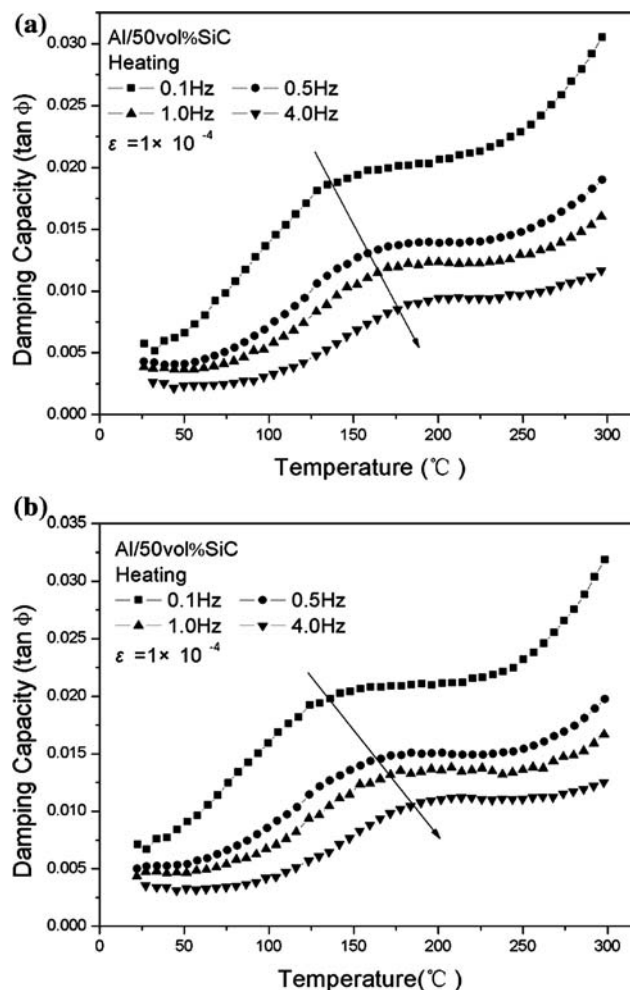 (a)
Al/50vol%SiC
Heating
0.1Hz 0.5Hz
1.0Hz 4.0Hz
ε =1× 10 -4
Damping Capacity (tan ϕ)
0.030
0.025
0.020
0.015
0.010
0.005
0.000
0 50 100 150 200 250 300
Temperature (℃ )
(b)
Al/50vol%SiC
Heating
0.1Hz 0.5Hz
1.0Hz 4.0Hz
ε =1× 10 -4
Damping Capacity (tan ϕ)
0.035
0.030
0.025
0.020
0.015
0.010
0.005
0.000
0 50 100 150 200 250 300
Temperature(℃)